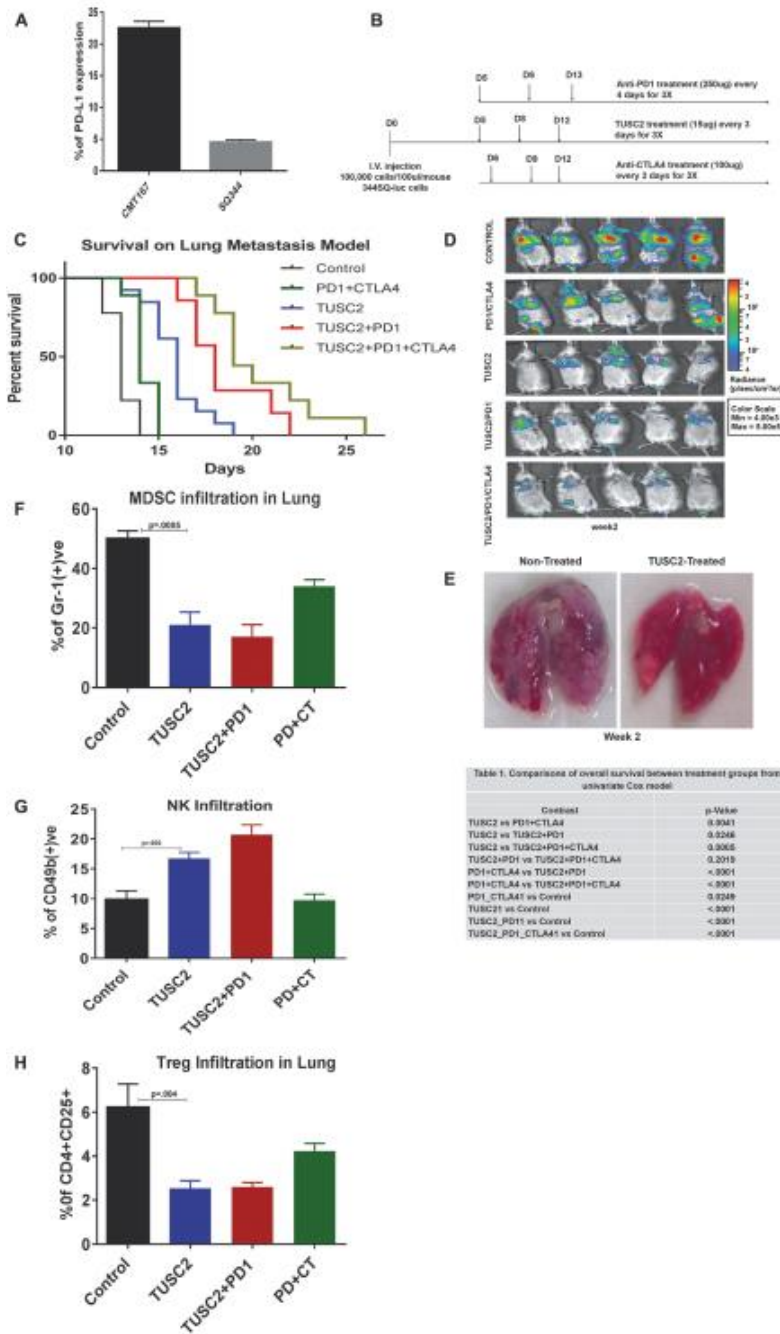 A
%of PD-L1 expression
25
20
15
10
5
0
CMT167
SQ344
B
D5
D13
Anti-PD1 treatment (250ug) every
4 days for 3X
D0
D12
TUSC2 treatment (15ug) every 3
days for 3X
I.V. injection
100,000 cells/100ul/mouse
344SQ-luc cells
D6
D9
D12
Anti-CTLA4 treatment (100ug)
every 3 days for 3X
C
Survival on Lung Metastasis Model
Percent survival
100
50
0
10
15
20
25
Days
Control
PD1+CTLA4
TUSC2
TUSC2+PD1
TUSC2+PD1+CTLA4
D
CONTROL
PD1/CTLA4
TUSC2
TUSC2/PD1
TUSC2/PD1/CTLA4
week2
Radiance
Color Scale
E
Non-Treated
TUSC2-Treated
Week 2
F
MDSC infiltration in Lung
%of Gr-1(+)ve
60
40
20
0
p=.0005
Control
TUSC2
TUSC2+PD1
PD+CT
Table 1. Comparisons of overall survival between treatment groups from
univariate Cox model
Contrast p-Value
TUSC2 vs PD1+CTLA4 0.0041
TUSC2 vs TUSC2+PD1 0.0246
TUSC2 vs TUSC2+PD1+CTLA4 0.0005
TUSC2+PD1 vs TUSC2+PD1+CTLA4 0.2019
PD1+CTLA4 vs TUSC2+PD1 <.0001
PD1+CTLA4 vs TUSC2+PD1+CTLA4 <.0001
PD1_CTLA41 vs Control 0.0249
TUSC21 vs Control <.0001
TUSC2_PD11 vs Control <.0001
TUSC2_PD1_CTLA41 vs Control <.0001
G
NK Infiltration
% of CD49b(+)ve
25
20
15
10
5
0
Control
TUSC2
TUSC2+PD1
PD+CT
H
Treg Infiltration in Lung
%0f CD4+CD25+
8
6
4
2
0
p=.004
Control
TUSC2
TUSC2+PD1
PD+CT